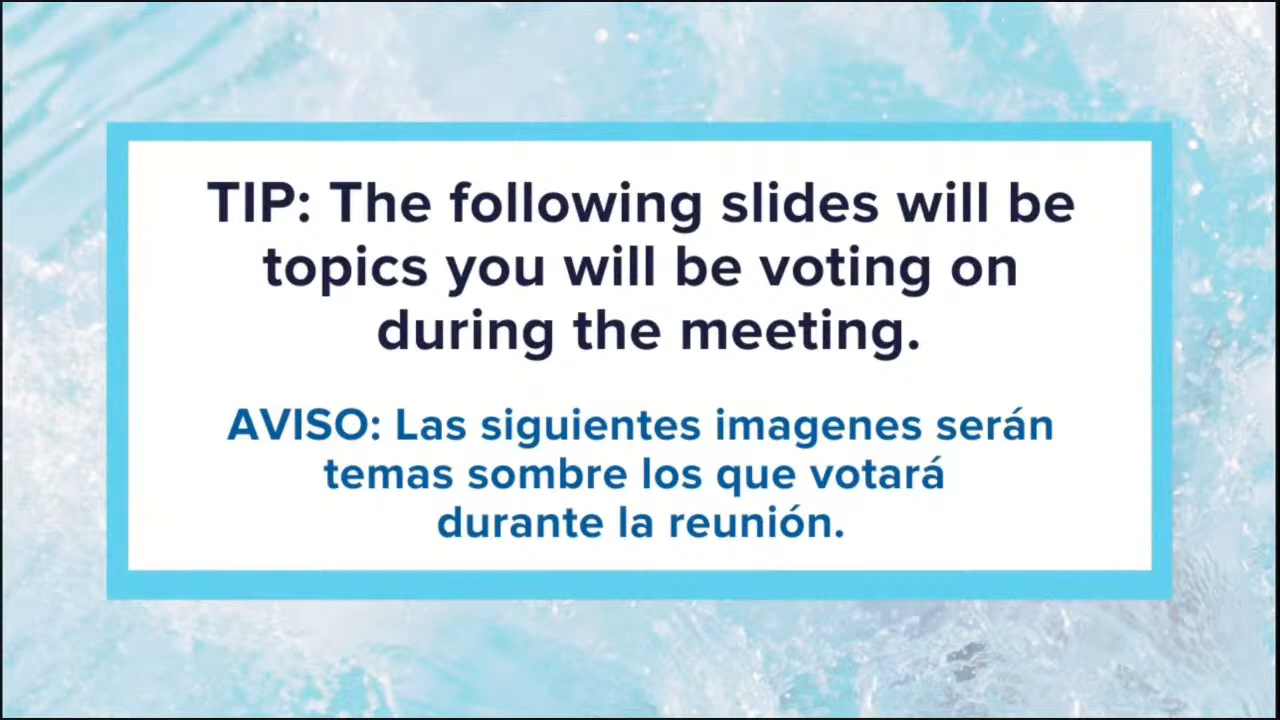 TIP: The following slides will be
topics you will be voting on
during the meeting.
AVISO: Las siguientes imagenes serán
temas sombre los que votará
durante la reunión.